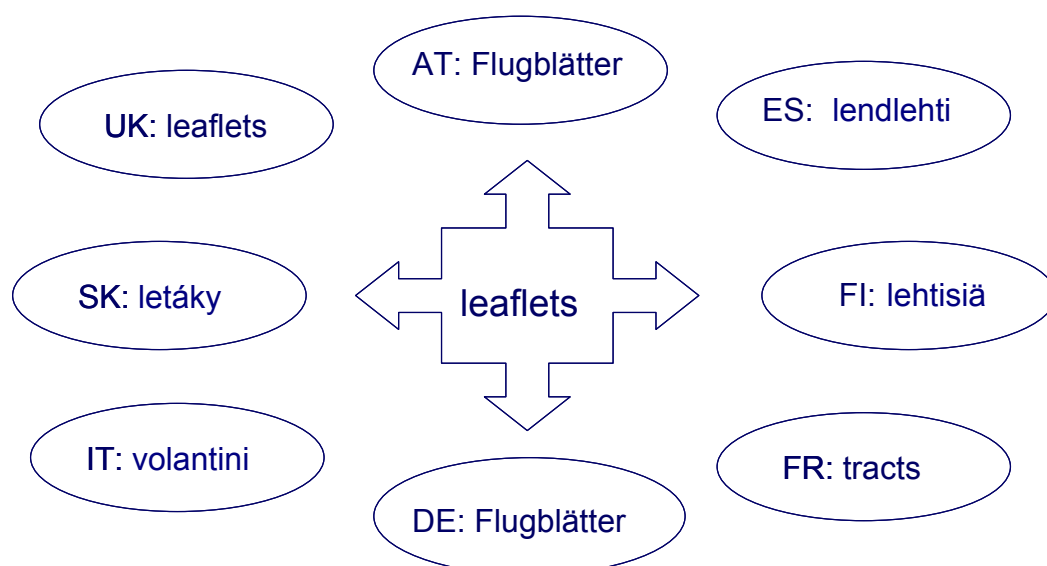 AT: Flugblätter
UK: leaflets
ES: lendlehti
SK: letáky
leaflets
FI: lehtisiä
IT: volantini
FR: tracts
DE: Flugblätter